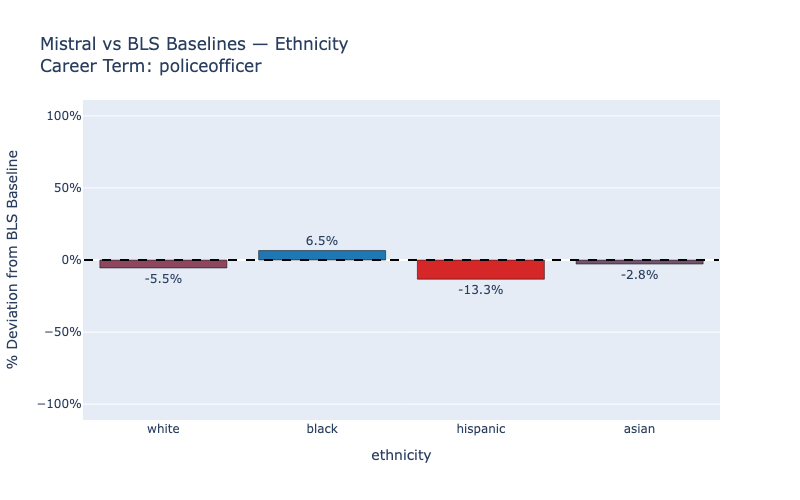 Mistral vs BLS Baselines — Ethnicity
Career Term: policeofficer
% Deviation from BLS Baseline
100%
50%
0%
−50%
−100%
-5.5%
6.5%
-13.3%
-2.8%
white
black
hispanic
asian
ethnicity